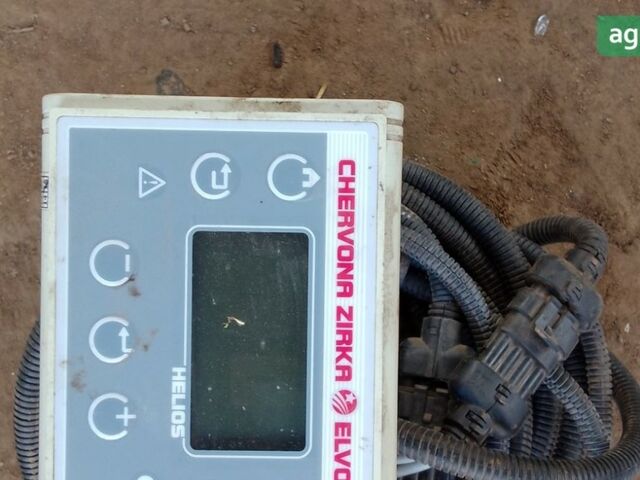 ag
CHERVONA ZIRKA ELVO
HELIOS